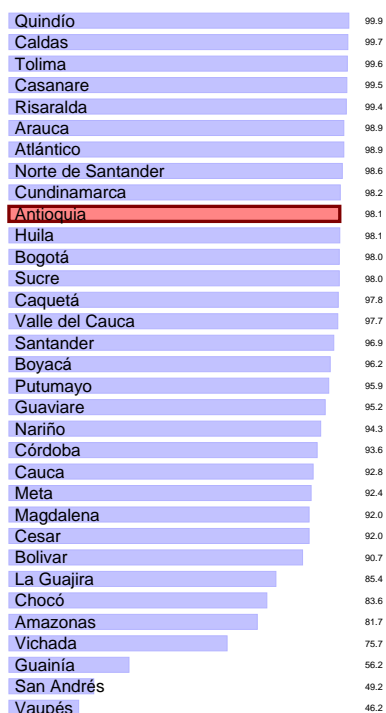 Quindío 99.9
Caldas 99.7
Tolima 99.6
Casanare 99.5
Risaralda 99.4
Arauca 98.9
Atlántico 98.9
Norte de Santander 98.6
Cundinamarca 98.2
Antioquia 98.1
Huila 98.1
Bogotá 98.0
Sucre 98.0
Caquetá 97.8
Valle del Cauca 97.7
Santander 96.9
Boyacá 96.2
Putumayo 95.9
Guaviare 95.2
Nariño 94.3
Córdoba 93.6
Cauca 92.8
Meta 92.4
Magdalena 92.0
Cesar 92.0
Bolivar 90.7
La Guajira 85.4
Chocó 83.6
Amazonas 81.7
Vichada 75.7
Guainía 56.2
San Andrés 49.2
Vaupés 46.2